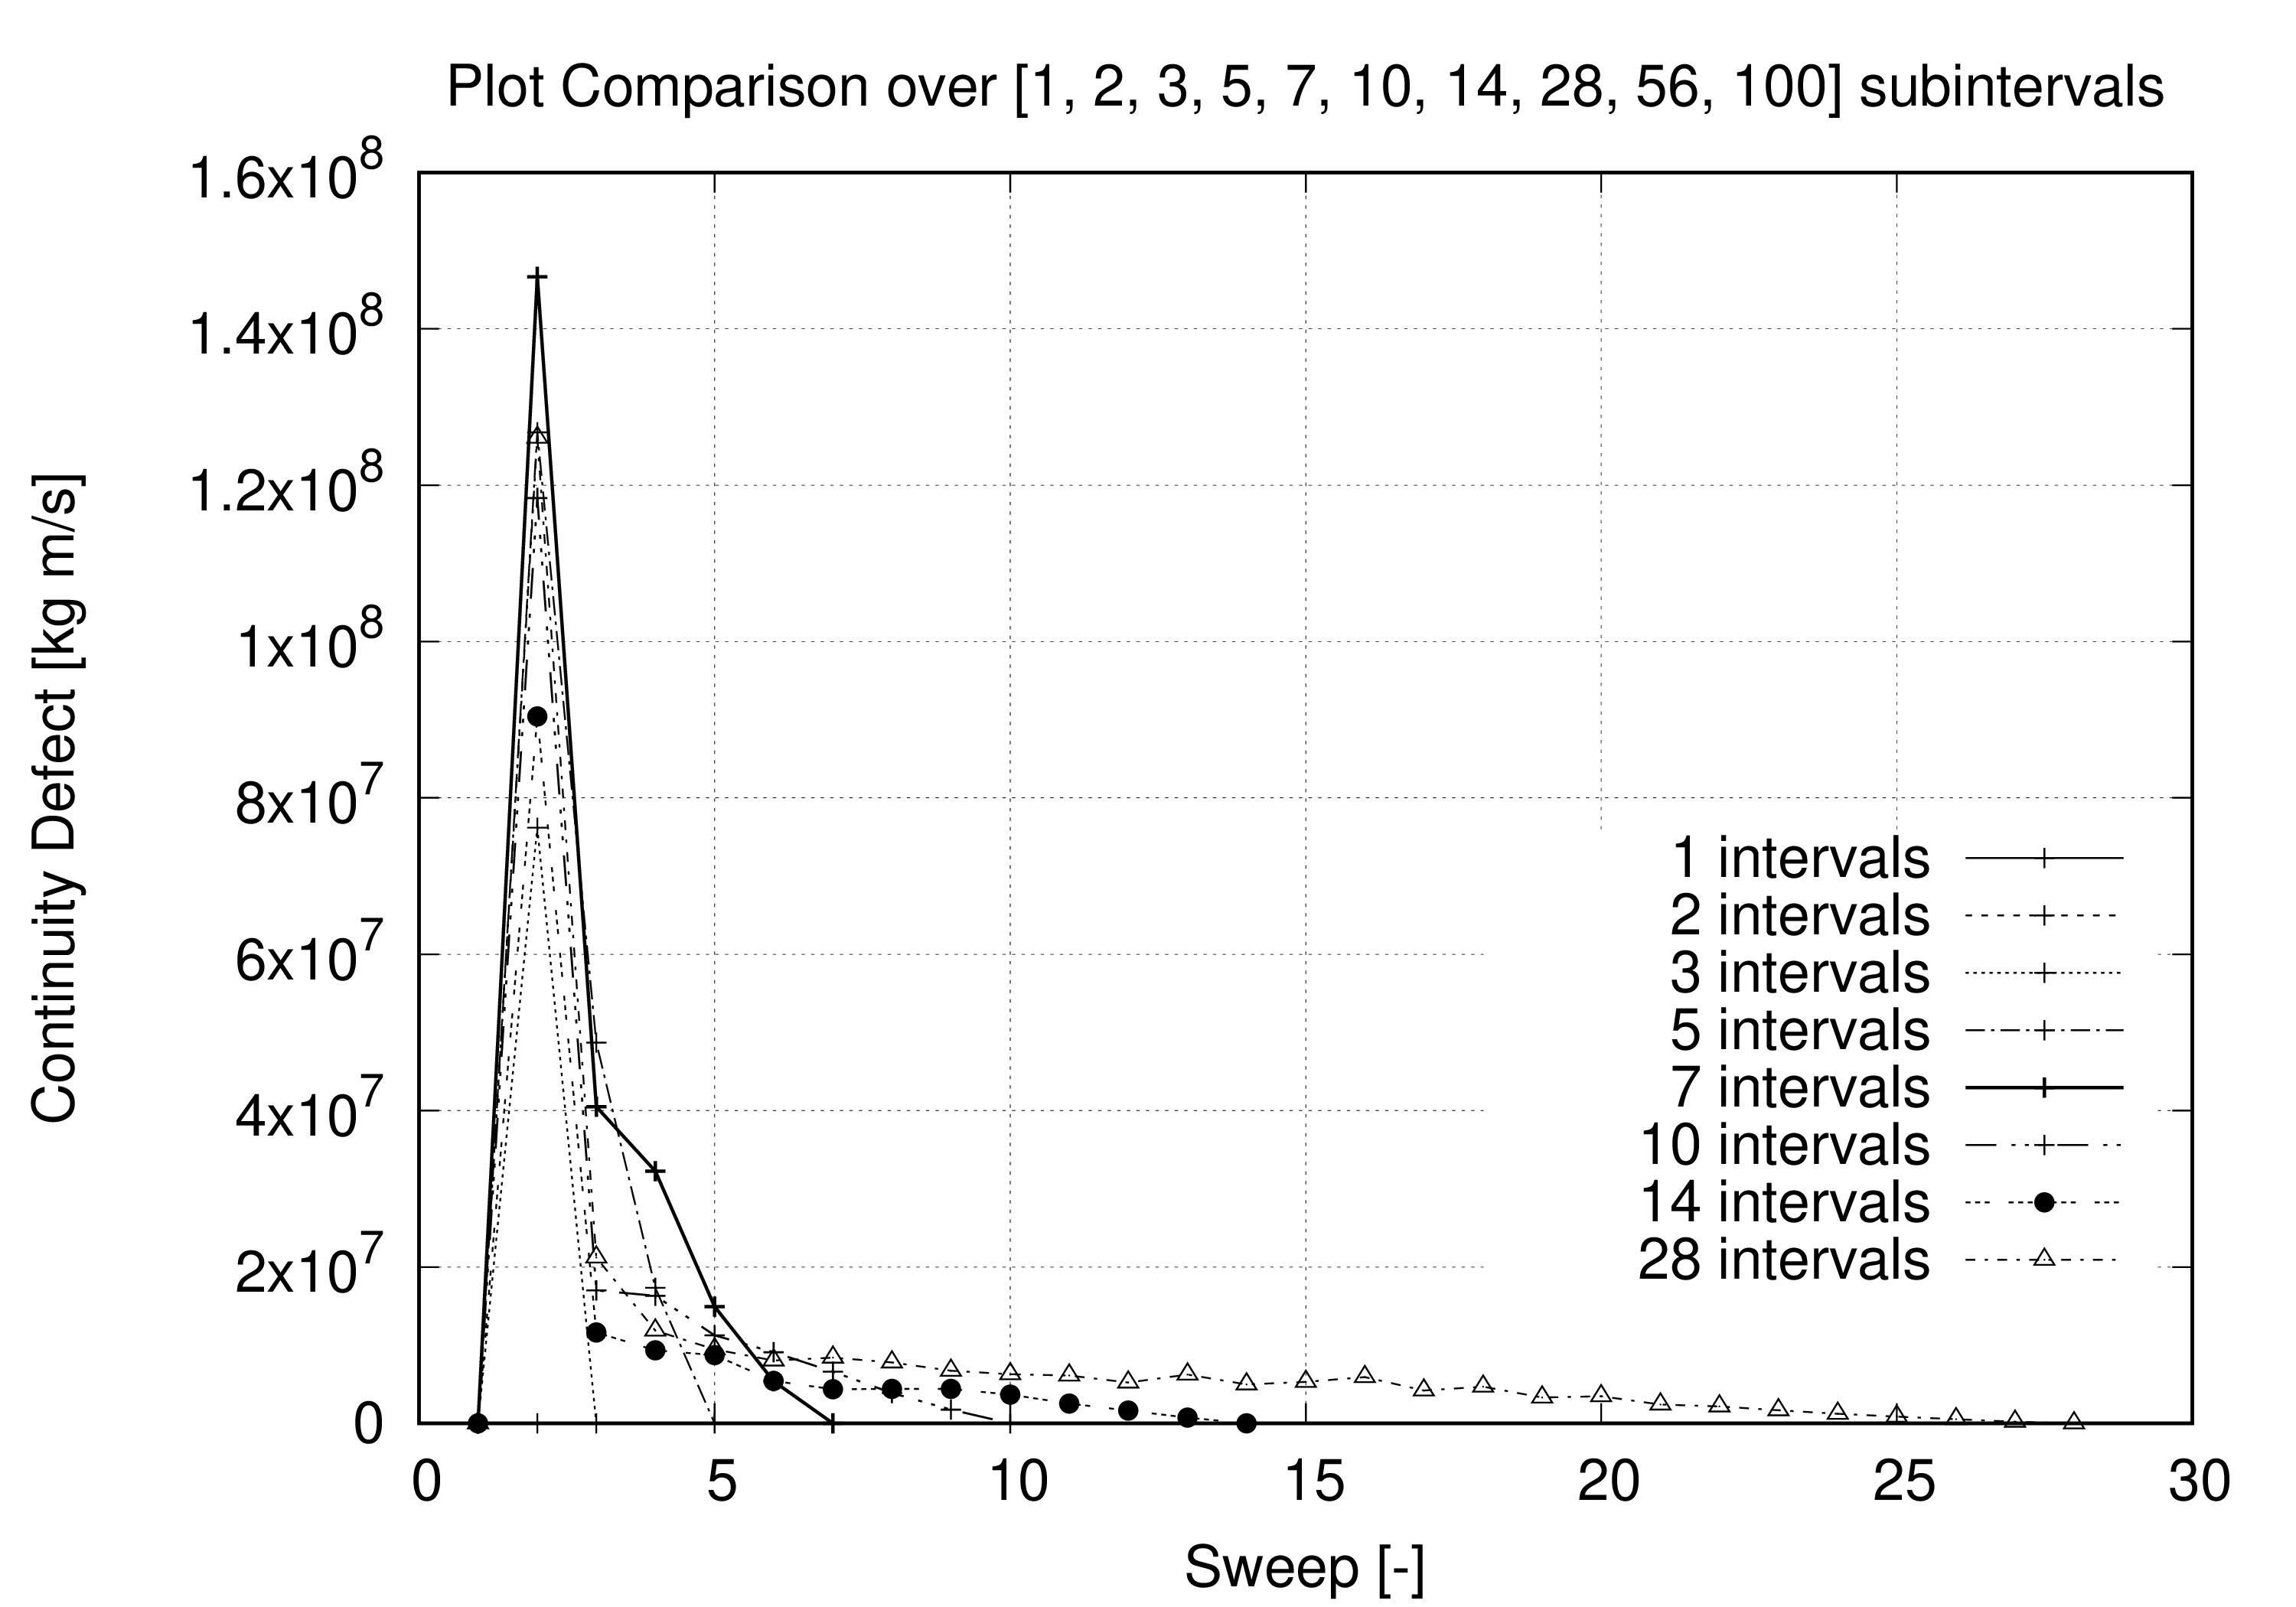 Plot Comparison over [1, 2, 3, 5, 7, 10, 14, 28, 56, 100] subintervals
1.6x10^8
1.4x10^8
1.2x10^8
1x10^8
8x10^7
6x10^7
4x10^7
2x10^7
0
Continuity Defect [kg m/s]
1 intervals
2 intervals
3 intervals
5 intervals
7 intervals
10 intervals
14 intervals
28 intervals
0 5 10 15 20 25 30
Sweep [-]